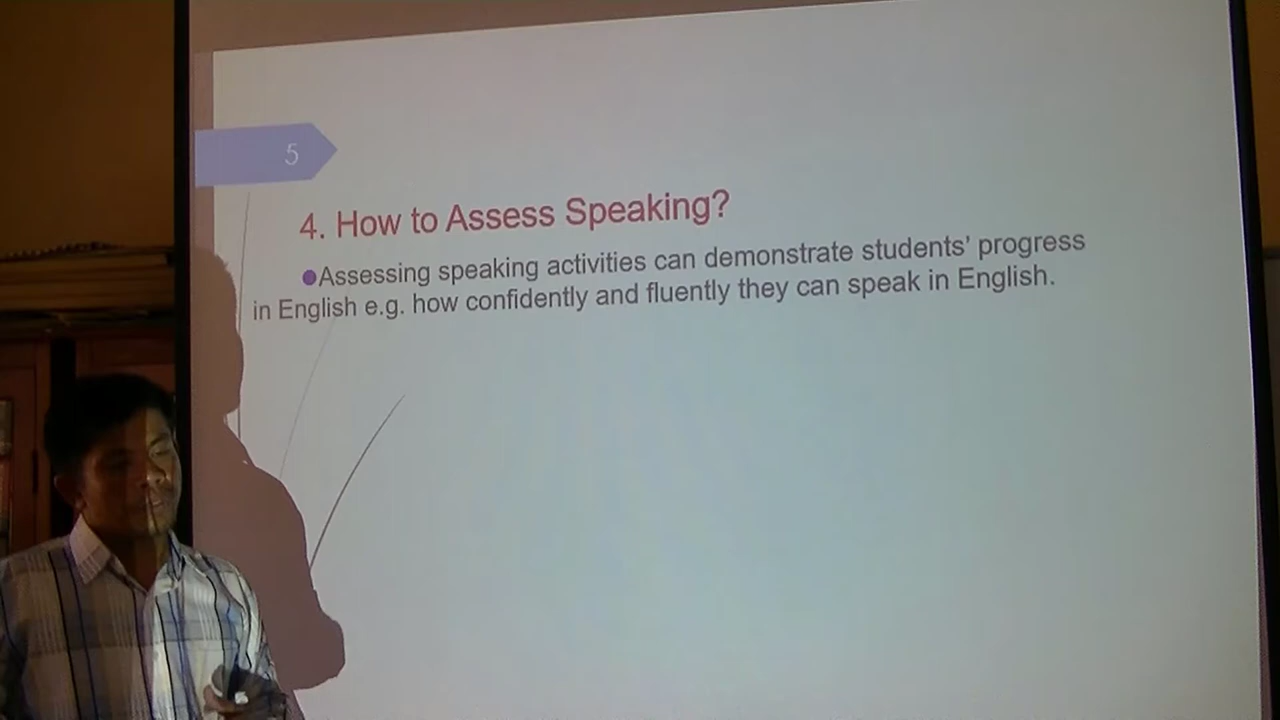 5
4. How to Assess Speaking?
●Assessing speaking activities can demonstrate students' progress
in English e.g. how confidently and fluently they can speak in English.